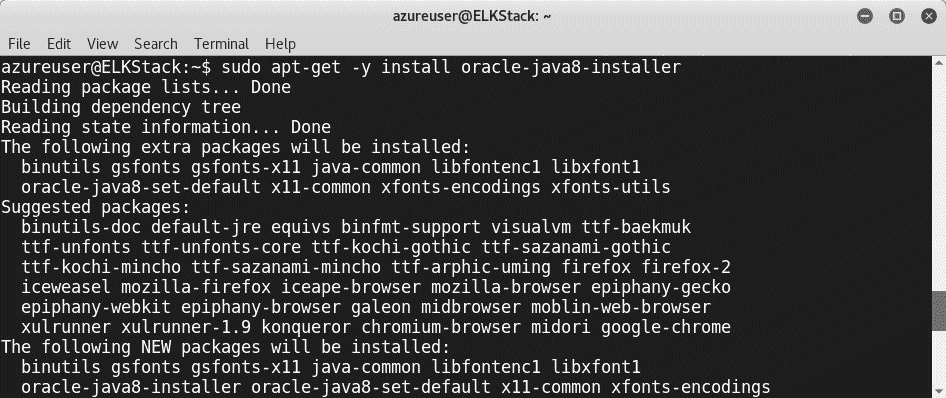 azureuser@ELKStack: ~
File Edit View Search Terminal Help
azureuser@ELKStack:~$ sudo apt-get -y install oracle-java8-installer
Reading package lists... Done
Building dependency tree
Reading state information... Done
The following extra packages will be installed:
  binutils gsfonts gsfonts-x11 java-common libfontenc1 libxfont1
  oracle-java8-set-default x11-common xfonts-encodings xfonts-utils
Suggested packages:
  binutils-doc default-jre equivs binfmt-support visualvm ttf-baekmuk
  ttf-unfonts ttf-unfonts-core ttf-kochi-gothic ttf-sazanami-gothic
  ttf-kochi-mincho ttf-sazanami-mincho ttf-arphic-uming firefox firefox-2
  iceweasel mozilla-firefox iceape-browser mozilla-browser epiphany-gecko
  epiphany-webkit epiphany-browser galeon midbrowser moblin-web-browser
  xulrunner xulrunner-1.9 konqueror chromium-browser midori google-chrome
The following NEW packages will be installed:
  binutils gsfonts gsfonts-x11 java-common libfontenc1 libxfont1
  oracle-java8-installer oracle-java8-set-default x11-common xfonts-encodings